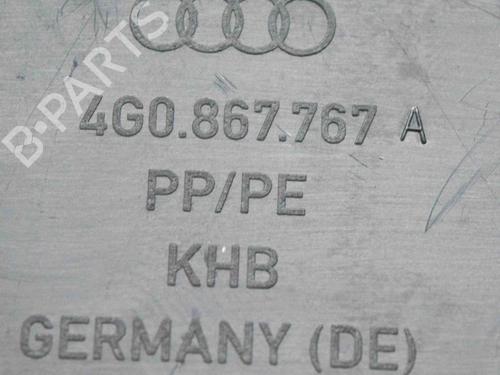 B-PARTS
4G0.867.767 A
PP/PE
KHB
GERMANY (DE)